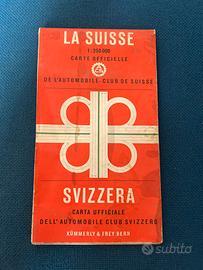 LA SUISSE
1:250 000
CARTE OFFICIELLE
DE L'AUTOMOBILE-CLUB DE SUISSE
SVIZZERA
CARTA UFFICIALE
DELL'AUTOMOBILE CLUB SVIZZERO
KÜMMERLY & FREY BERN
subito